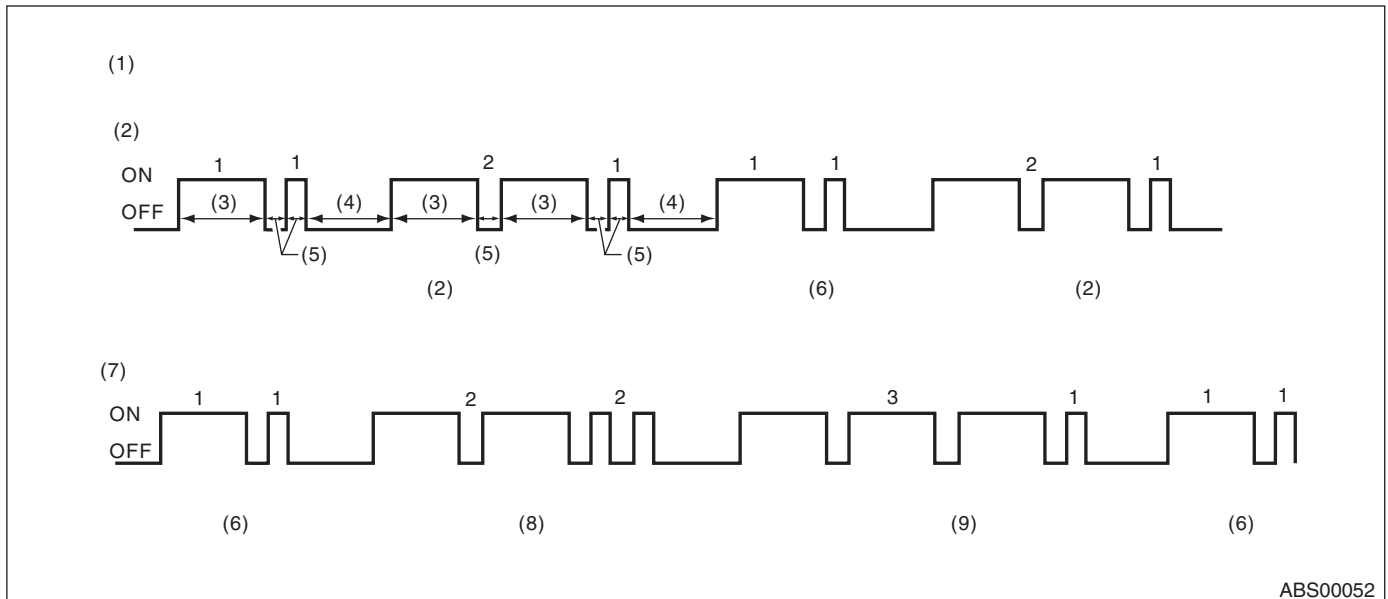 (1)
(2)
1 1 2 1 1 1 2 1
ON
(3) (4) (3) (3) (4)
OFF
(5) (5) (5)
(2) (6) (2)
(7)
1 1 2 2 3 1 1 1
ON
OFF
(6) (8) (9) (6)
ABS00052